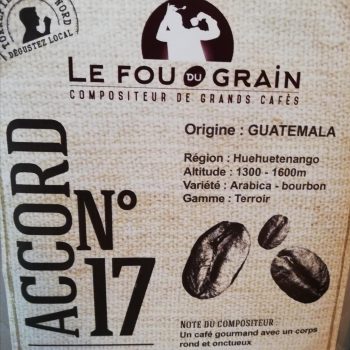 NORD
DÉGUSTEZ LOCAL
LE FOU DU GRAIN
COMPOSITEUR DE GRANDS CAFÉS
Origine : GUATEMALA
Région : Huehuetenango
Altitude : 1300 - 1600m
Variété : Arabica - bourbon
Gamme : Terroir
ACCORD
N°
17
NOTE DU COMPOSITEUR :
Un café gourmand avec un corps
rond et onctueux